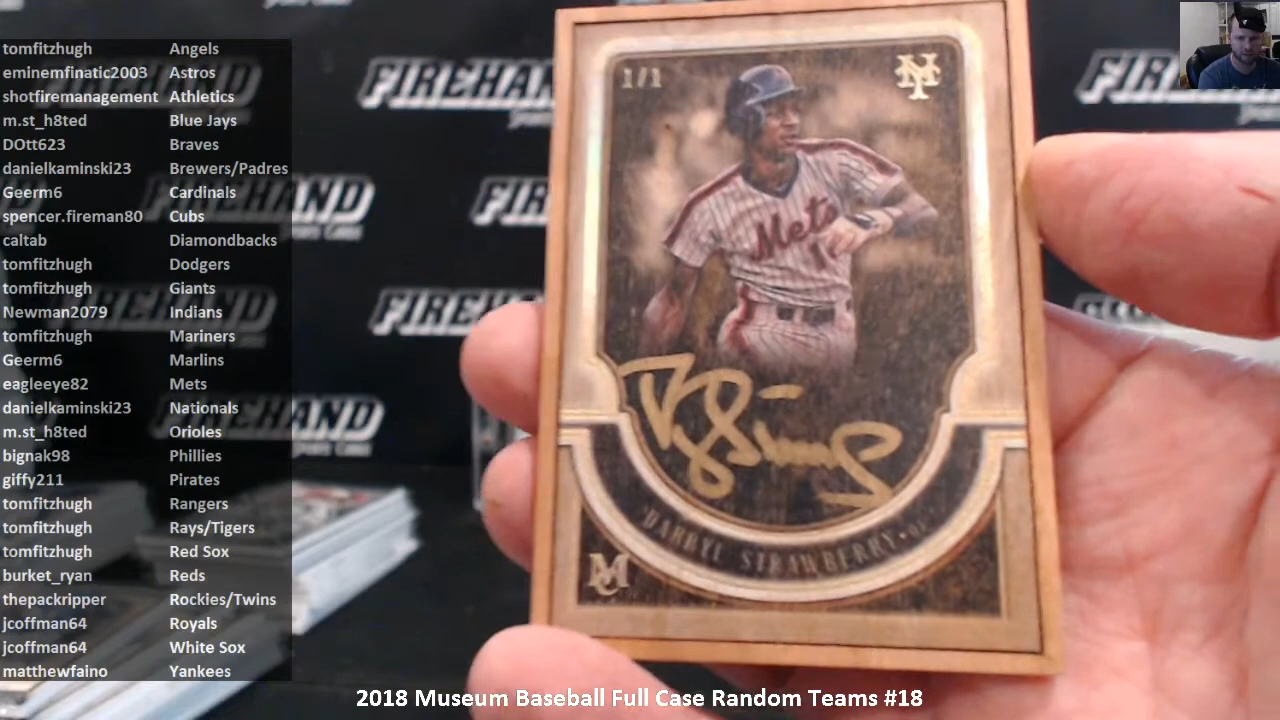 tomfitzhugh Angels
eminemfinatic2003 Astros
shotfiremanagement Athletics
m.st_h8ted Blue Jays
DOtt623 Braves
danielkaminski23 Brewers/Padres
Geerm6 Cardinals
spencer.fireman80 Cubs
caltab Diamondbacks
tomfitzhugh Dodgers
tomfitzhugh Giants
Newman2079 Indians
tomfitzhugh Mariners
Geerm6 Marlins
eagleeye82 Mets
danielkaminski23 Nationals
m.st_h8ted Orioles
bignak98 Phillies
giffy211 Pirates
tomfitzhugh Rangers
tomfitzhugh Rays/Tigers
tomfitzhugh Red Sox
burket_ryan Reds
thepackripper Rockies/Twins
jcoffman64 Royals
jcoffman64 White Sox
matthewfaino Yankees
FIREHAND
FIREHAND
FIREHAND
FIREHAND
1/1
NY
Mets
DARRYL STRAWBERRY • OF
M
2018 Museum Baseball Full Case Random Teams #18